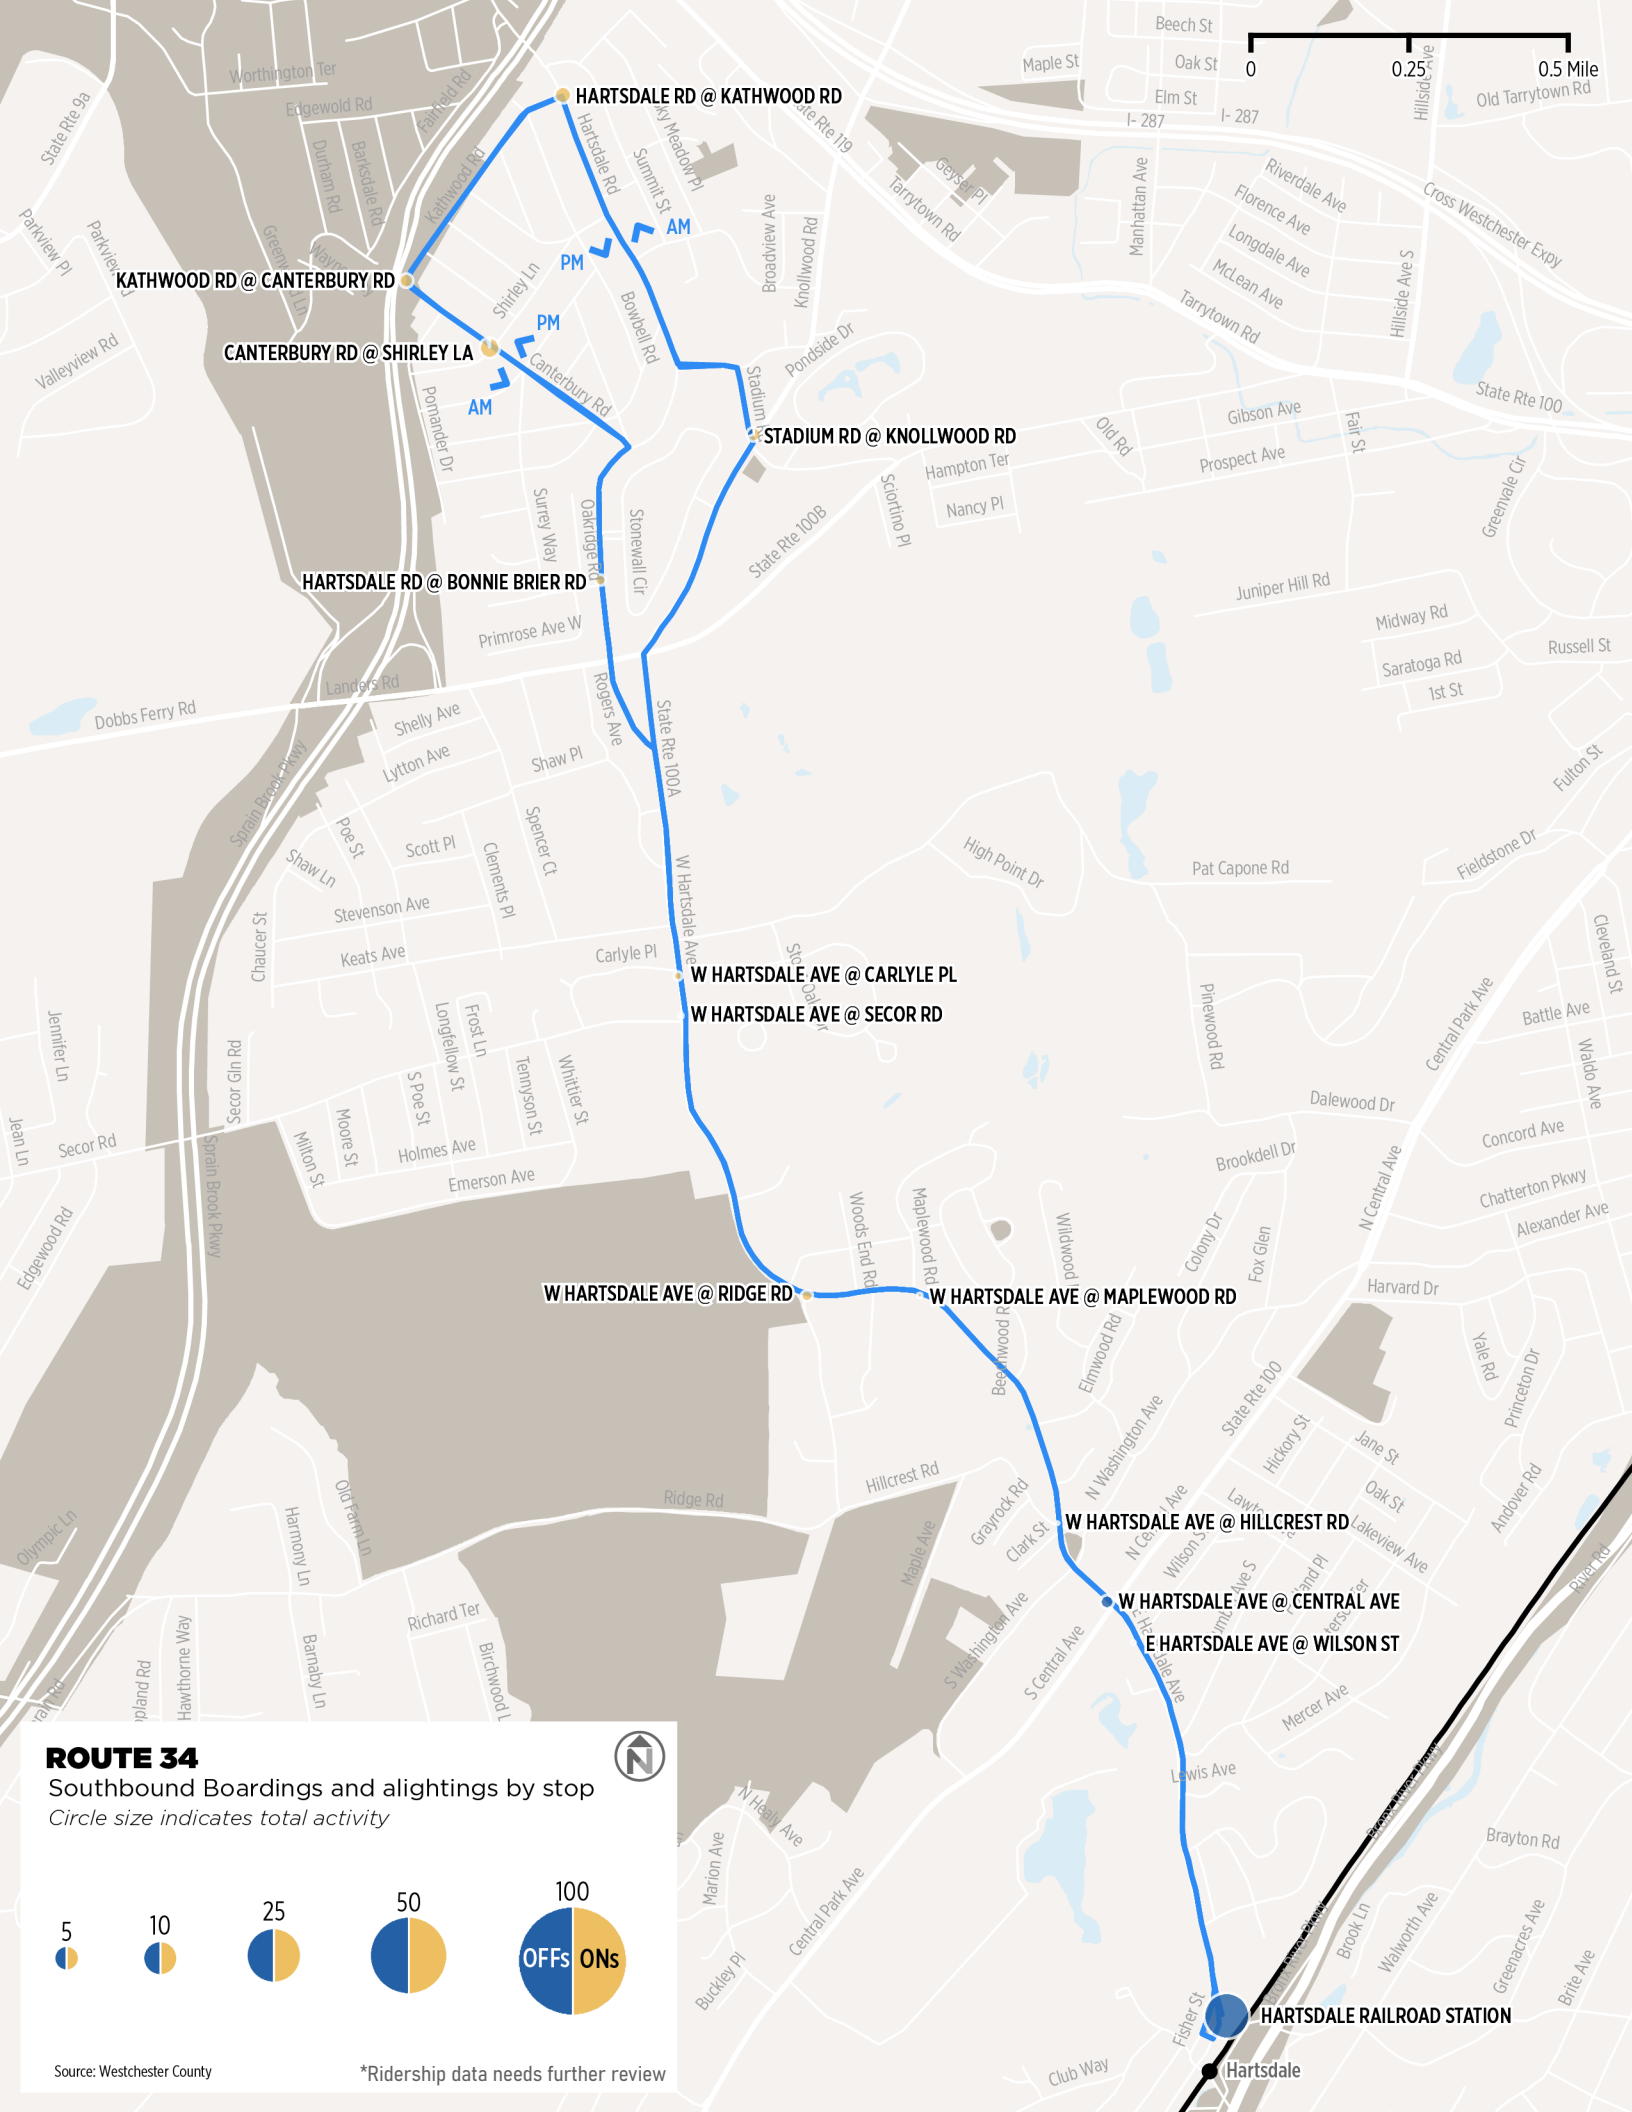 Beech St
Maple St
Oak St
Elm St
0
0.25
0.5 Mile
Hillside Ave
Old Tarrytown Rd
I- 287
I- 287
Worthington Ter
Edgewold Rd
Fairfield Rd
State Rte 9a
Durham Rd
Barksdale Rd
Kathwood Rd
HARTSDALE RD @ KATHWOOD RD
Hartsdale Rd
Summit St
Tarrytown Rd
Geyser Pl
Manhattan Ave
Riverdale Ave
Florence Ave
Longdale Ave
McLean Ave
Cross Westchester Expy
Hillside Ave S
Tarrytown Rd
Broadview Ave
Knollwood Rd
Parkview Pl
AM
PM
KATHWOOD RD @ CANTERBURY RD
Shirley Ln
PM
CANTERBURY RD @ SHIRLEY LA
AM
Canterbury Rd
Bowbell Rd
Pondside Dr
Valleyview Rd
Pomander Dr
STADIUM RD @ KNOLLWOOD RD
Old Rd
Gibson Ave
Fair St
State Rte 100
Prospect Ave
Hampton Ter
Nancy Pl
Sciortino Pl
Greenvale Cir
Surrey Way
Oakridge Rd
Stonewall Cir
State Rte 100B
HARTSDALE RD @ BONNIE BRIER RD
Juniper Hill Rd
Midway Rd
Saratoga Rd
1st St
Russell St
Primrose Ave W
Landers Rd
Dobbs Ferry Rd
Rogers Ave
State Rte 100A
Shelly Ave
Lytton Ave
Shaw Pl
Sprain Brook Pkwy
Fulton St
Poe St
Scott Pl
Shaw Ln
Clements Pl
Spencer Ct
W Hartsdale Ave
High Point Dr
Pat Capone Rd
Fieldstone Dr
Stevenson Ave
Chaucer St
Keats Ave
Carlyle Pl
Cleveland St
W HARTSDALE AVE @ CARLYLE PL
W HARTSDALE AVE @ SECOR RD
Central Park Ave
Pinewood Rd
Battle Ave
Waldo Ave
Jennifer Ln
Jean Ln
Secor Rd
Secor Gln Rd
Longfellow St
Frost Ln
S Poe St
Tennyson St
Whittier St
Moore St
Milton St
Holmes Ave
Emerson Ave
Dalewood Dr
Concord Ave
Brookdell Dr
Chatterton Pkwy
Alexander Ave
N Central Ave
Edgewood Rd
Sprain Brook Pkwy
Woods End Rd
Maplewood Rd
Colony Dr
Fox Glen
Harvard Dr
W HARTSDALE AVE @ RIDGE RD
W HARTSDALE AVE @ MAPLEWOOD RD
Elmwood Rd
Yale Rd
Princeton Dr
State Rte 100
N Washington Ave
Hickory St
Jane St
Oak St
Andover Rd
Lakeview Ave
Ridge Rd
Hillcrest Rd
Grayrock Rd
Clark St
W HARTSDALE AVE @ HILLCREST RD
Old Farm Ln
Olympic Ln
Harmony Ln
Maple Ave
River Rd
W HARTSDALE AVE @ CENTRAL AVE
E HARTSDALE AVE @ WILSON ST
S Washington Ave
S Central Ave
Mercer Ave
Richard Ter
Hawthorne Way
Barnaby Ln
Lewis Ave
Bronx River Pkwy
N Healy Ave
Marion Ave
Central Park Ave
Buckley Pl
Brayton Rd
Brook Ln
Walworth Ave
Greenacres Ave
Brite Ave
Fisher St
Bronx River Pkwy
HARTSDALE RAILROAD STATION
Hartsdale
Club Way
ROUTE 34
N
Southbound Boardings and alightings by stop
Circle size indicates total activity
5
10
25
50
100
OFFs
ONs
Source: Westchester County
*Ridership data needs further review